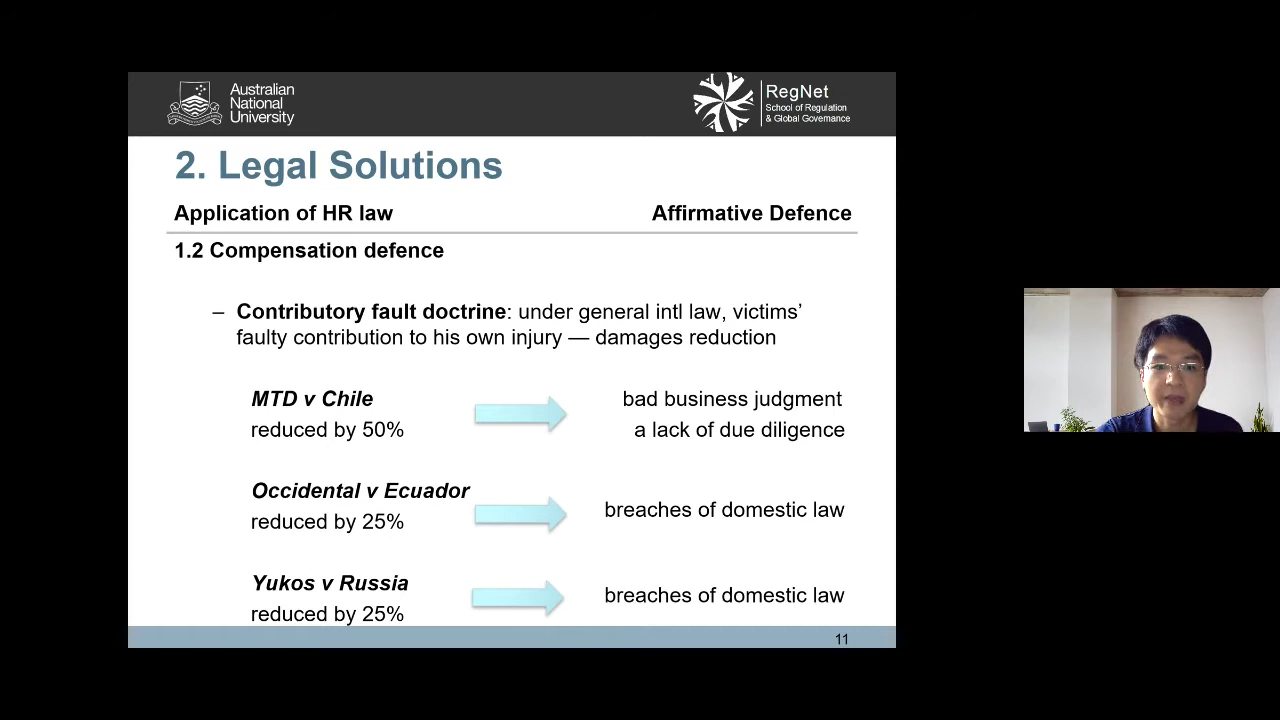 Australian
National
University
RegNet
School of Regulation
& Global Governance
2. Legal Solutions
Application of HR law Affirmative Defence
1.2 Compensation defence
– Contributory fault doctrine: under general intl law, victims’
faulty contribution to his own injury — damages reduction
MTD v Chile
reduced by 50%
bad business judgment
a lack of due diligence
Occidental v Ecuador
reduced by 25%
breaches of domestic law
Yukos v Russia
reduced by 25%
breaches of domestic law
11